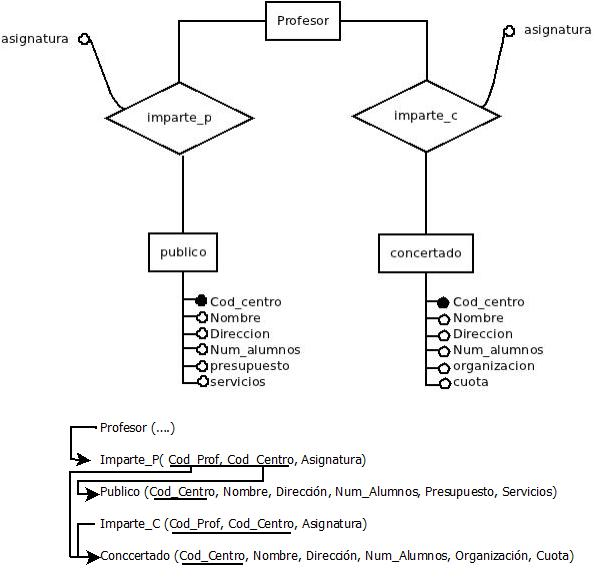 Profesor
asignatura
asignatura
imparte_p
imparte_c
publico
concertado
Cod_centro
Nombre
Direccion
Num_alumnos
presupuesto
servicios
Cod_centro
Nombre
Direccion
Num_alumnos
organizacion
cuota
Profesor (....)
Imparte_P( Cod_Prof, Cod_Centro, Asignatura)
Publico (Cod_Centro, Nombre, Dirección, Num_Alumnos, Presupuesto, Servicios)
Imparte_C (Cod_Prof, Cod_Centro, Asignatura)
Conccertado (Cod_Centro, Nombre, Dirección, Num_Alumnos, Organización, Cuota)